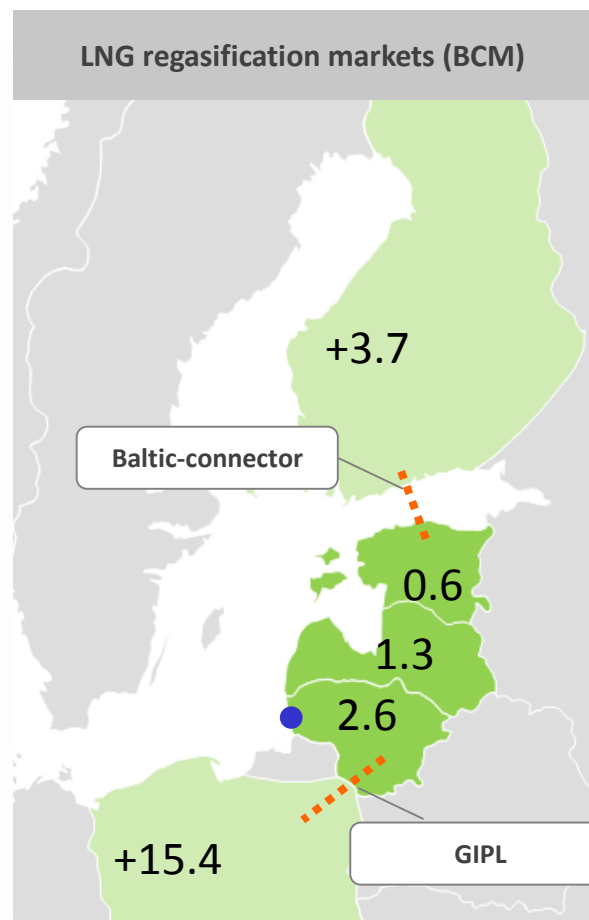 LNG regasification markets (BCM)
+3.7
Baltic-connector
0.6
1.3
2.6
+15.4
GIPL